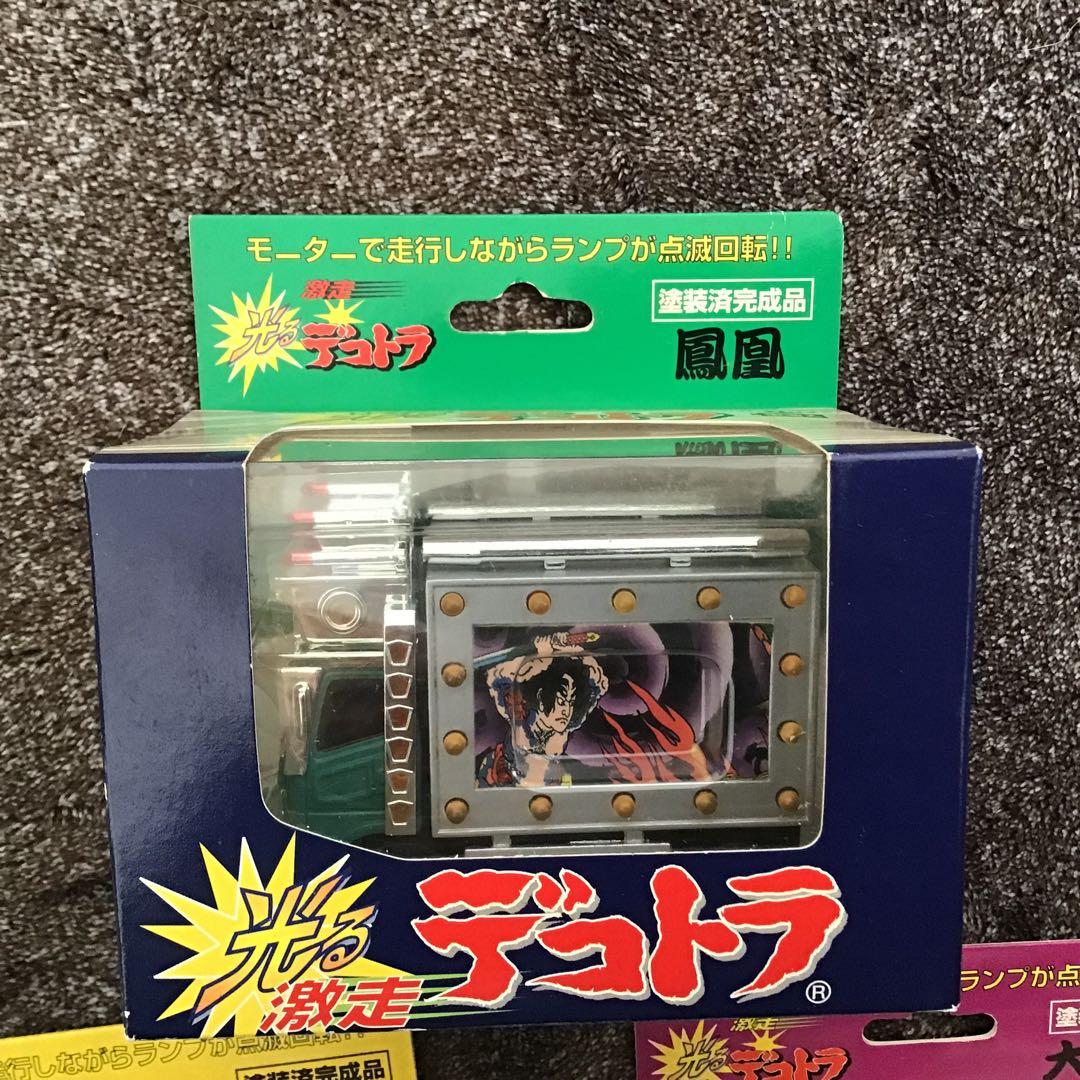 モーターで走行しながらランプが点滅回転!!
激走
光るデコトラ
塗装済完成品
鳳凰
光る
激走
デコトラ
®
走行しながらランプが点滅回転!!
塗装済完成品
ランプが点
激走
光るデコトラ
塗
大